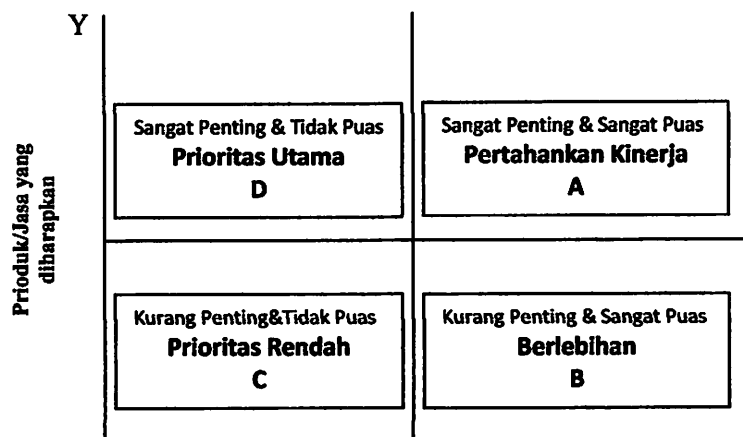 Y
Prioduk/Jasa yang
diharapkan
Sangat Penting & Tidak Puas
Prioritas Utama
D
Sangat Penting & Sangat Puas
Pertahankan Kinerja
A
Kurang Penting&Tidak Puas
Prioritas Rendah
C
Kurang Penting & Sangat Puas
Berlebihan
B